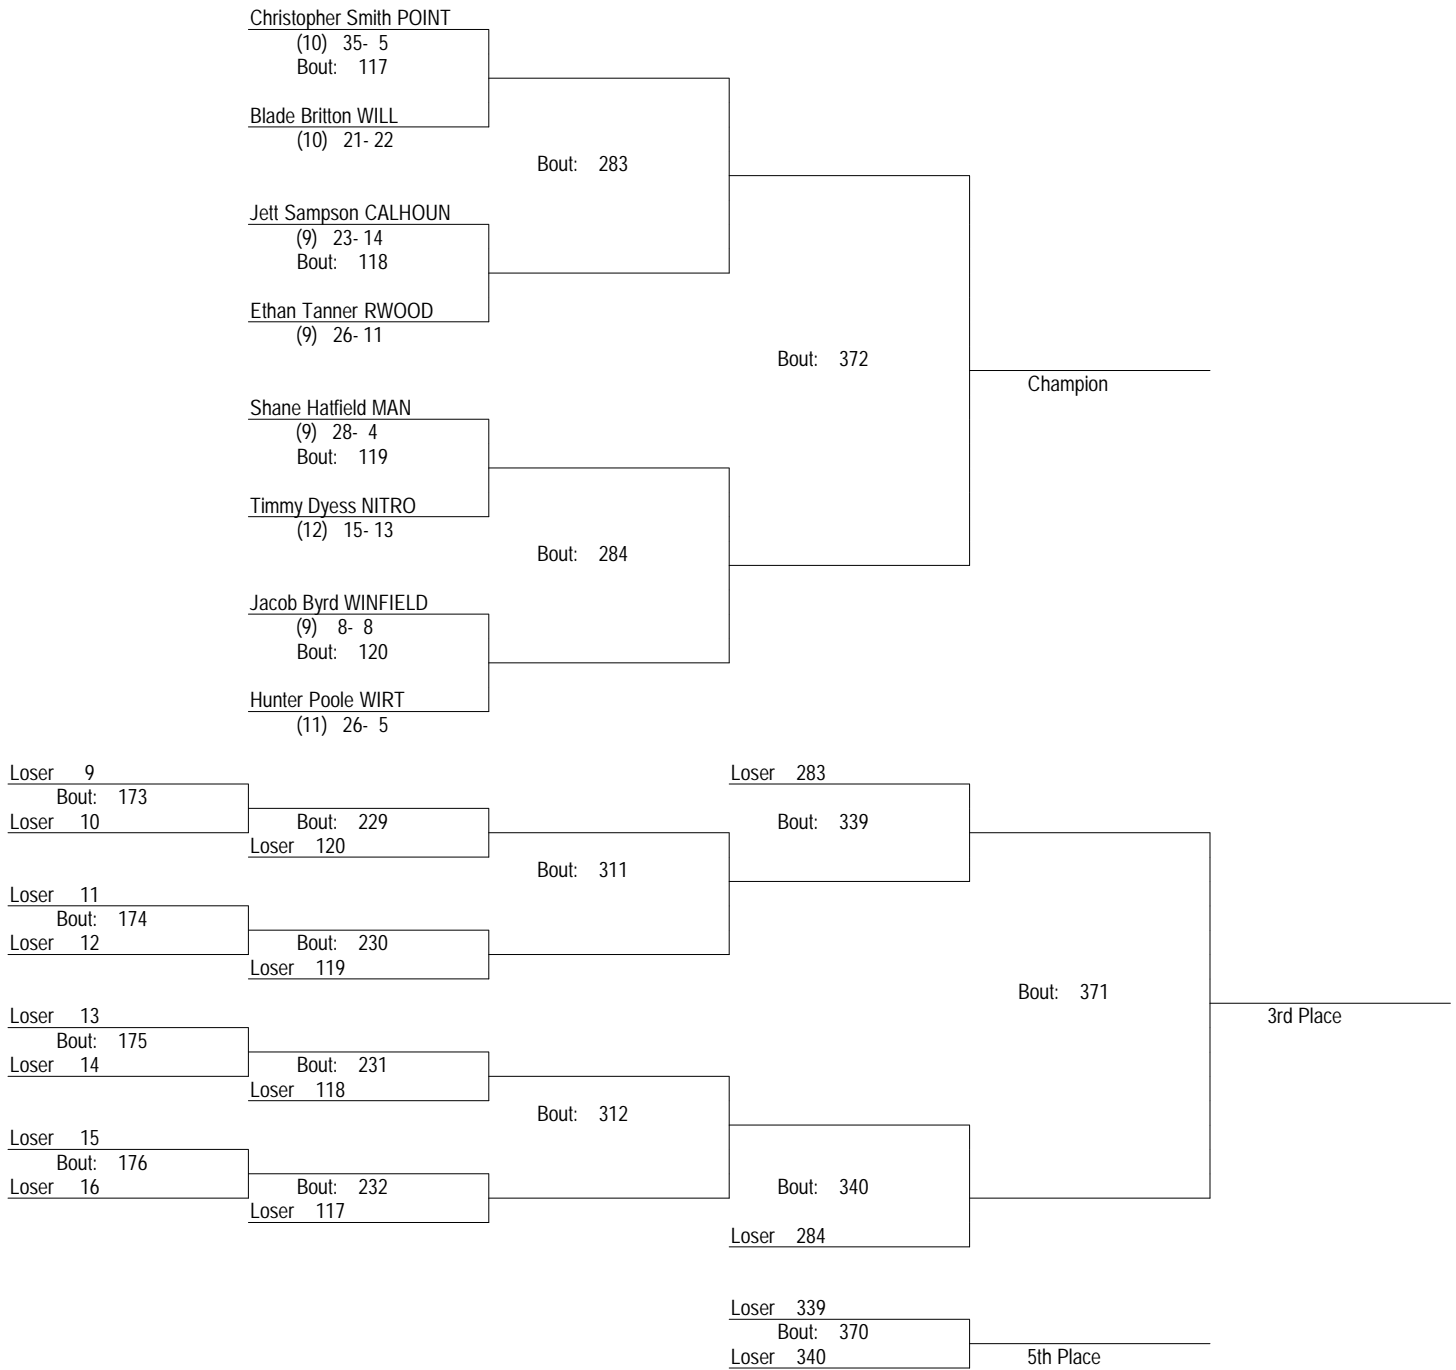 Christopher Smith POINT
(10) 35- 5
Bout: 117
Blade Britton WILL
(10) 21- 22
Bout: 283
Jett Sampson CALHOUN
(9) 23- 14
Bout: 118
Ethan Tanner RWOOD
(9) 26- 11
Bout: 372
Champion
Shane Hatfield MAN
(9) 28- 4
Bout: 119
Timmy Dyess NITRO
(12) 15- 13
Bout: 284
Jacob Byrd WINFIELD
(9) 8- 8
Bout: 120
Hunter Poole WIRT
(11) 26- 5
Loser 9
Bout: 173
Loser 10
Bout: 229
Loser 120
Bout: 311
Loser 283
Bout: 339
Loser 11
Bout: 174
Loser 12
Bout: 230
Loser 119
Bout: 371
3rd Place
Loser 13
Bout: 175
Loser 14
Bout: 231
Loser 118
Bout: 312
Loser 15
Bout: 176
Loser 16
Bout: 232
Loser 117
Bout: 340
Loser 284
Loser 339
Bout: 370
Loser 340
5th Place